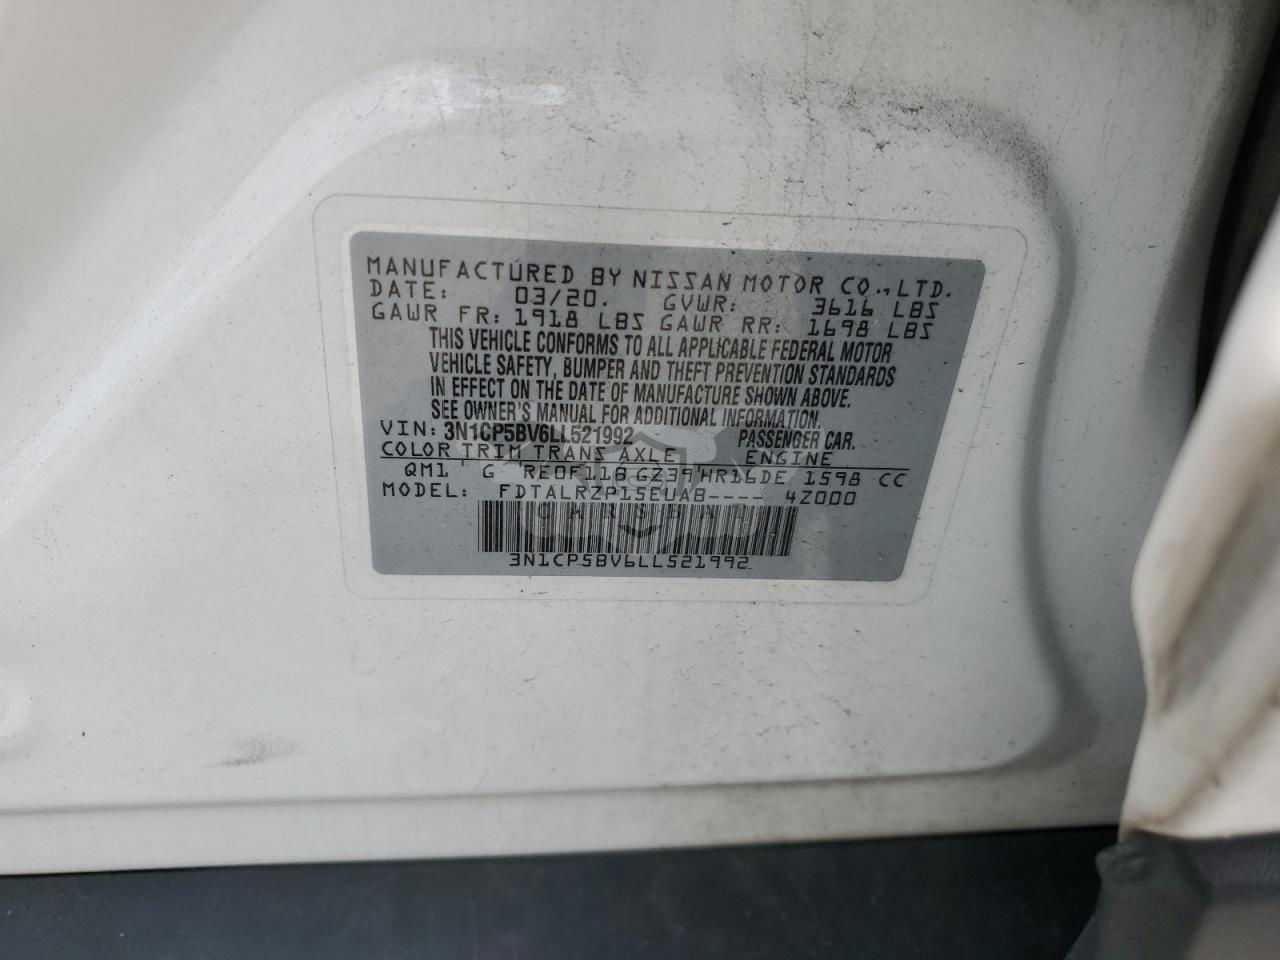 MANUFACTURED BY NISSAN MOTOR CO.,LTD.
DATE: 03/20. GVWR: 3616 LBS
GAWR FR: 1918 LBS GAWR RR: 1698 LBS
THIS VEHICLE CONFORMS TO ALL APPLICABLE FEDERAL MOTOR
VEHICLE SAFETY, BUMPER AND THEFT PREVENTION STANDARDS
IN EFFECT ON THE DATE OF MANUFACTURE SHOWN ABOVE.
SEE OWNER'S MANUAL FOR ADDITIONAL INFORMATION.
VIN: 3N1CP5BV6LL521992 PASSENGER CAR.
COLOR TRIM TRANS AXLE ENGINE
QM1 G RE0F11B GZ39 HR16DE 1598 CC
MODEL: FDTALRZP15EUAB---- 4Z000
3N1CP5BV6LL521992